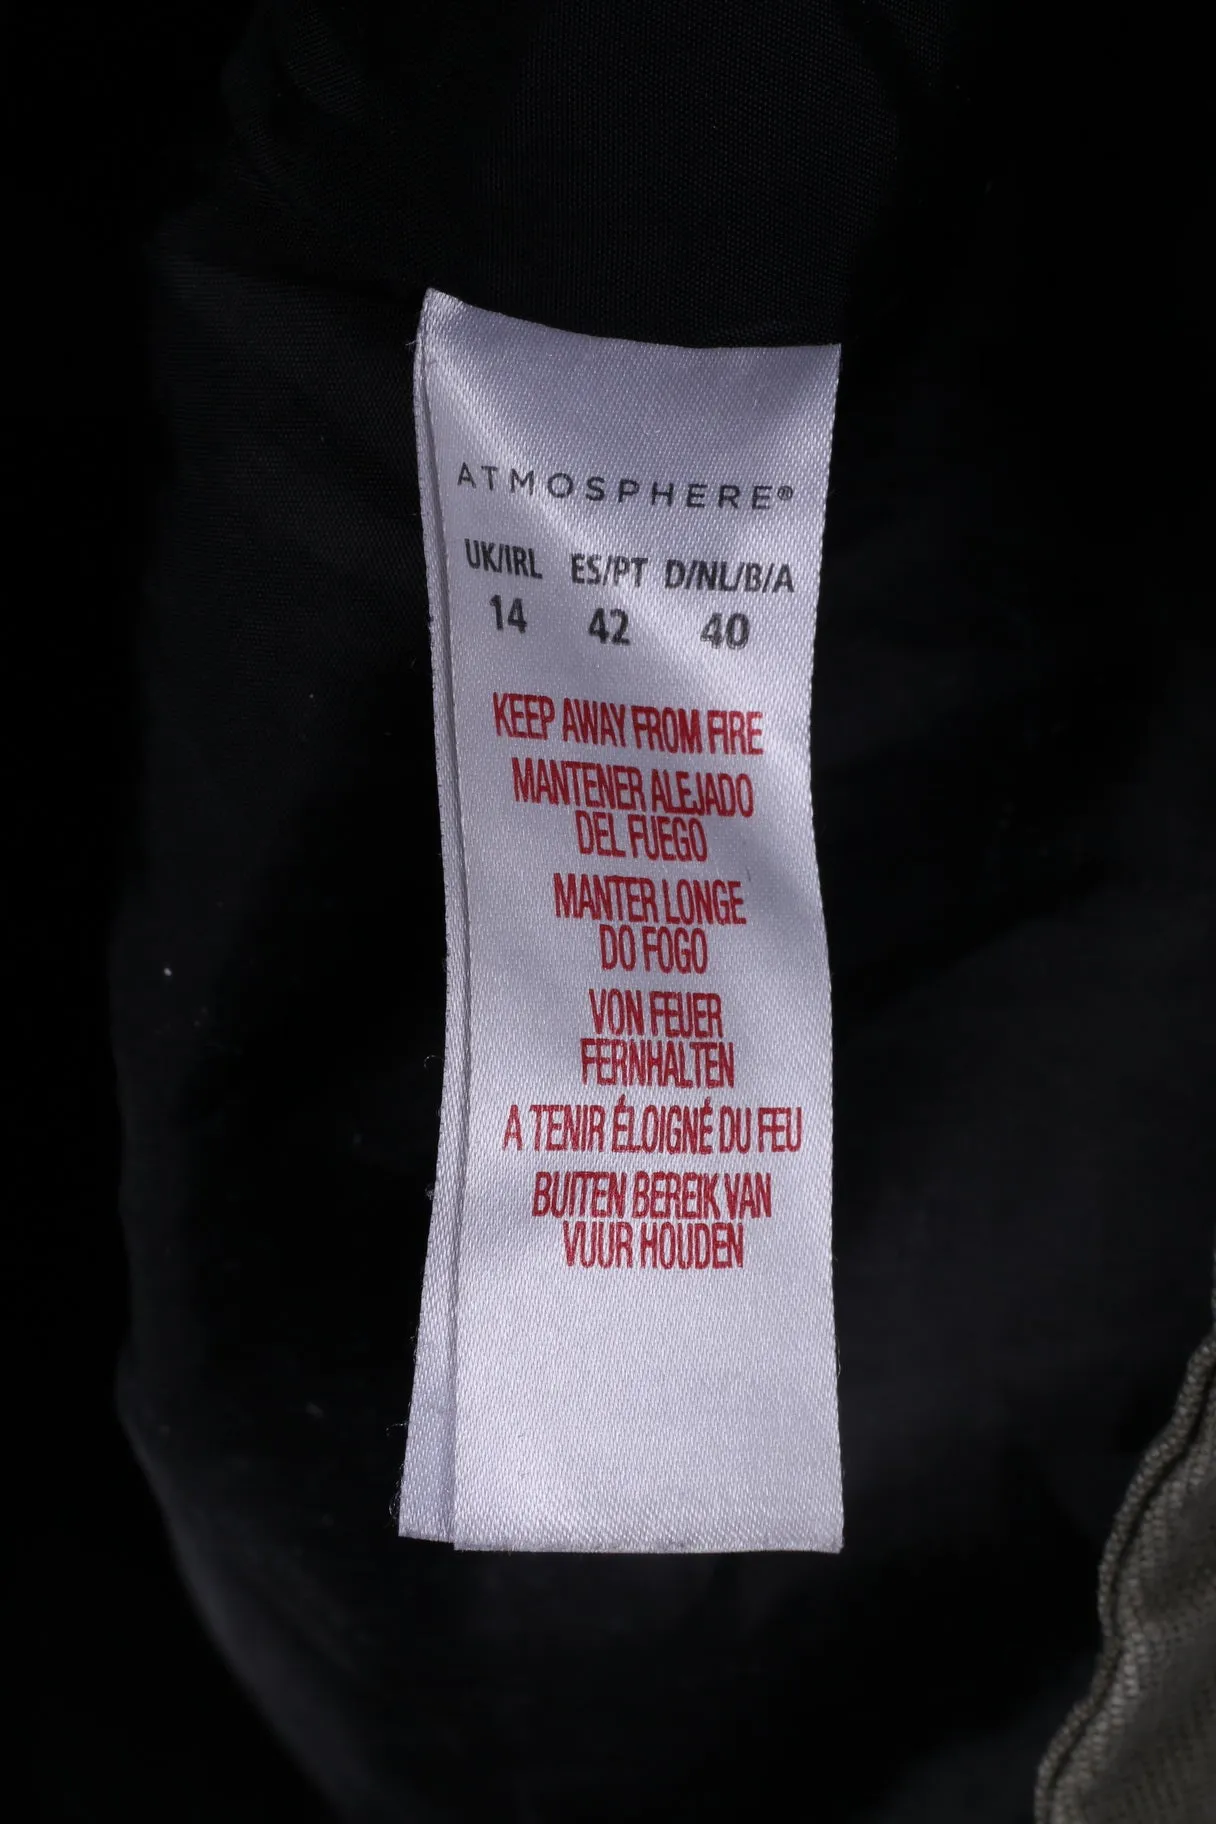 ATMOSPHERE®
UK/IRL ES/PT D/NL/B/A
14 42 40
KEEP AWAY FROM FIRE
MANTENER ALEJADO
DEL FUEGO
MANTER LONGE
DO FOGO
VON FEUER
FERNHALTEN
A TENIR ÉLOIGNÉ DU FEU
BUITEN BEREIK VAN
VUUR HOUDEN